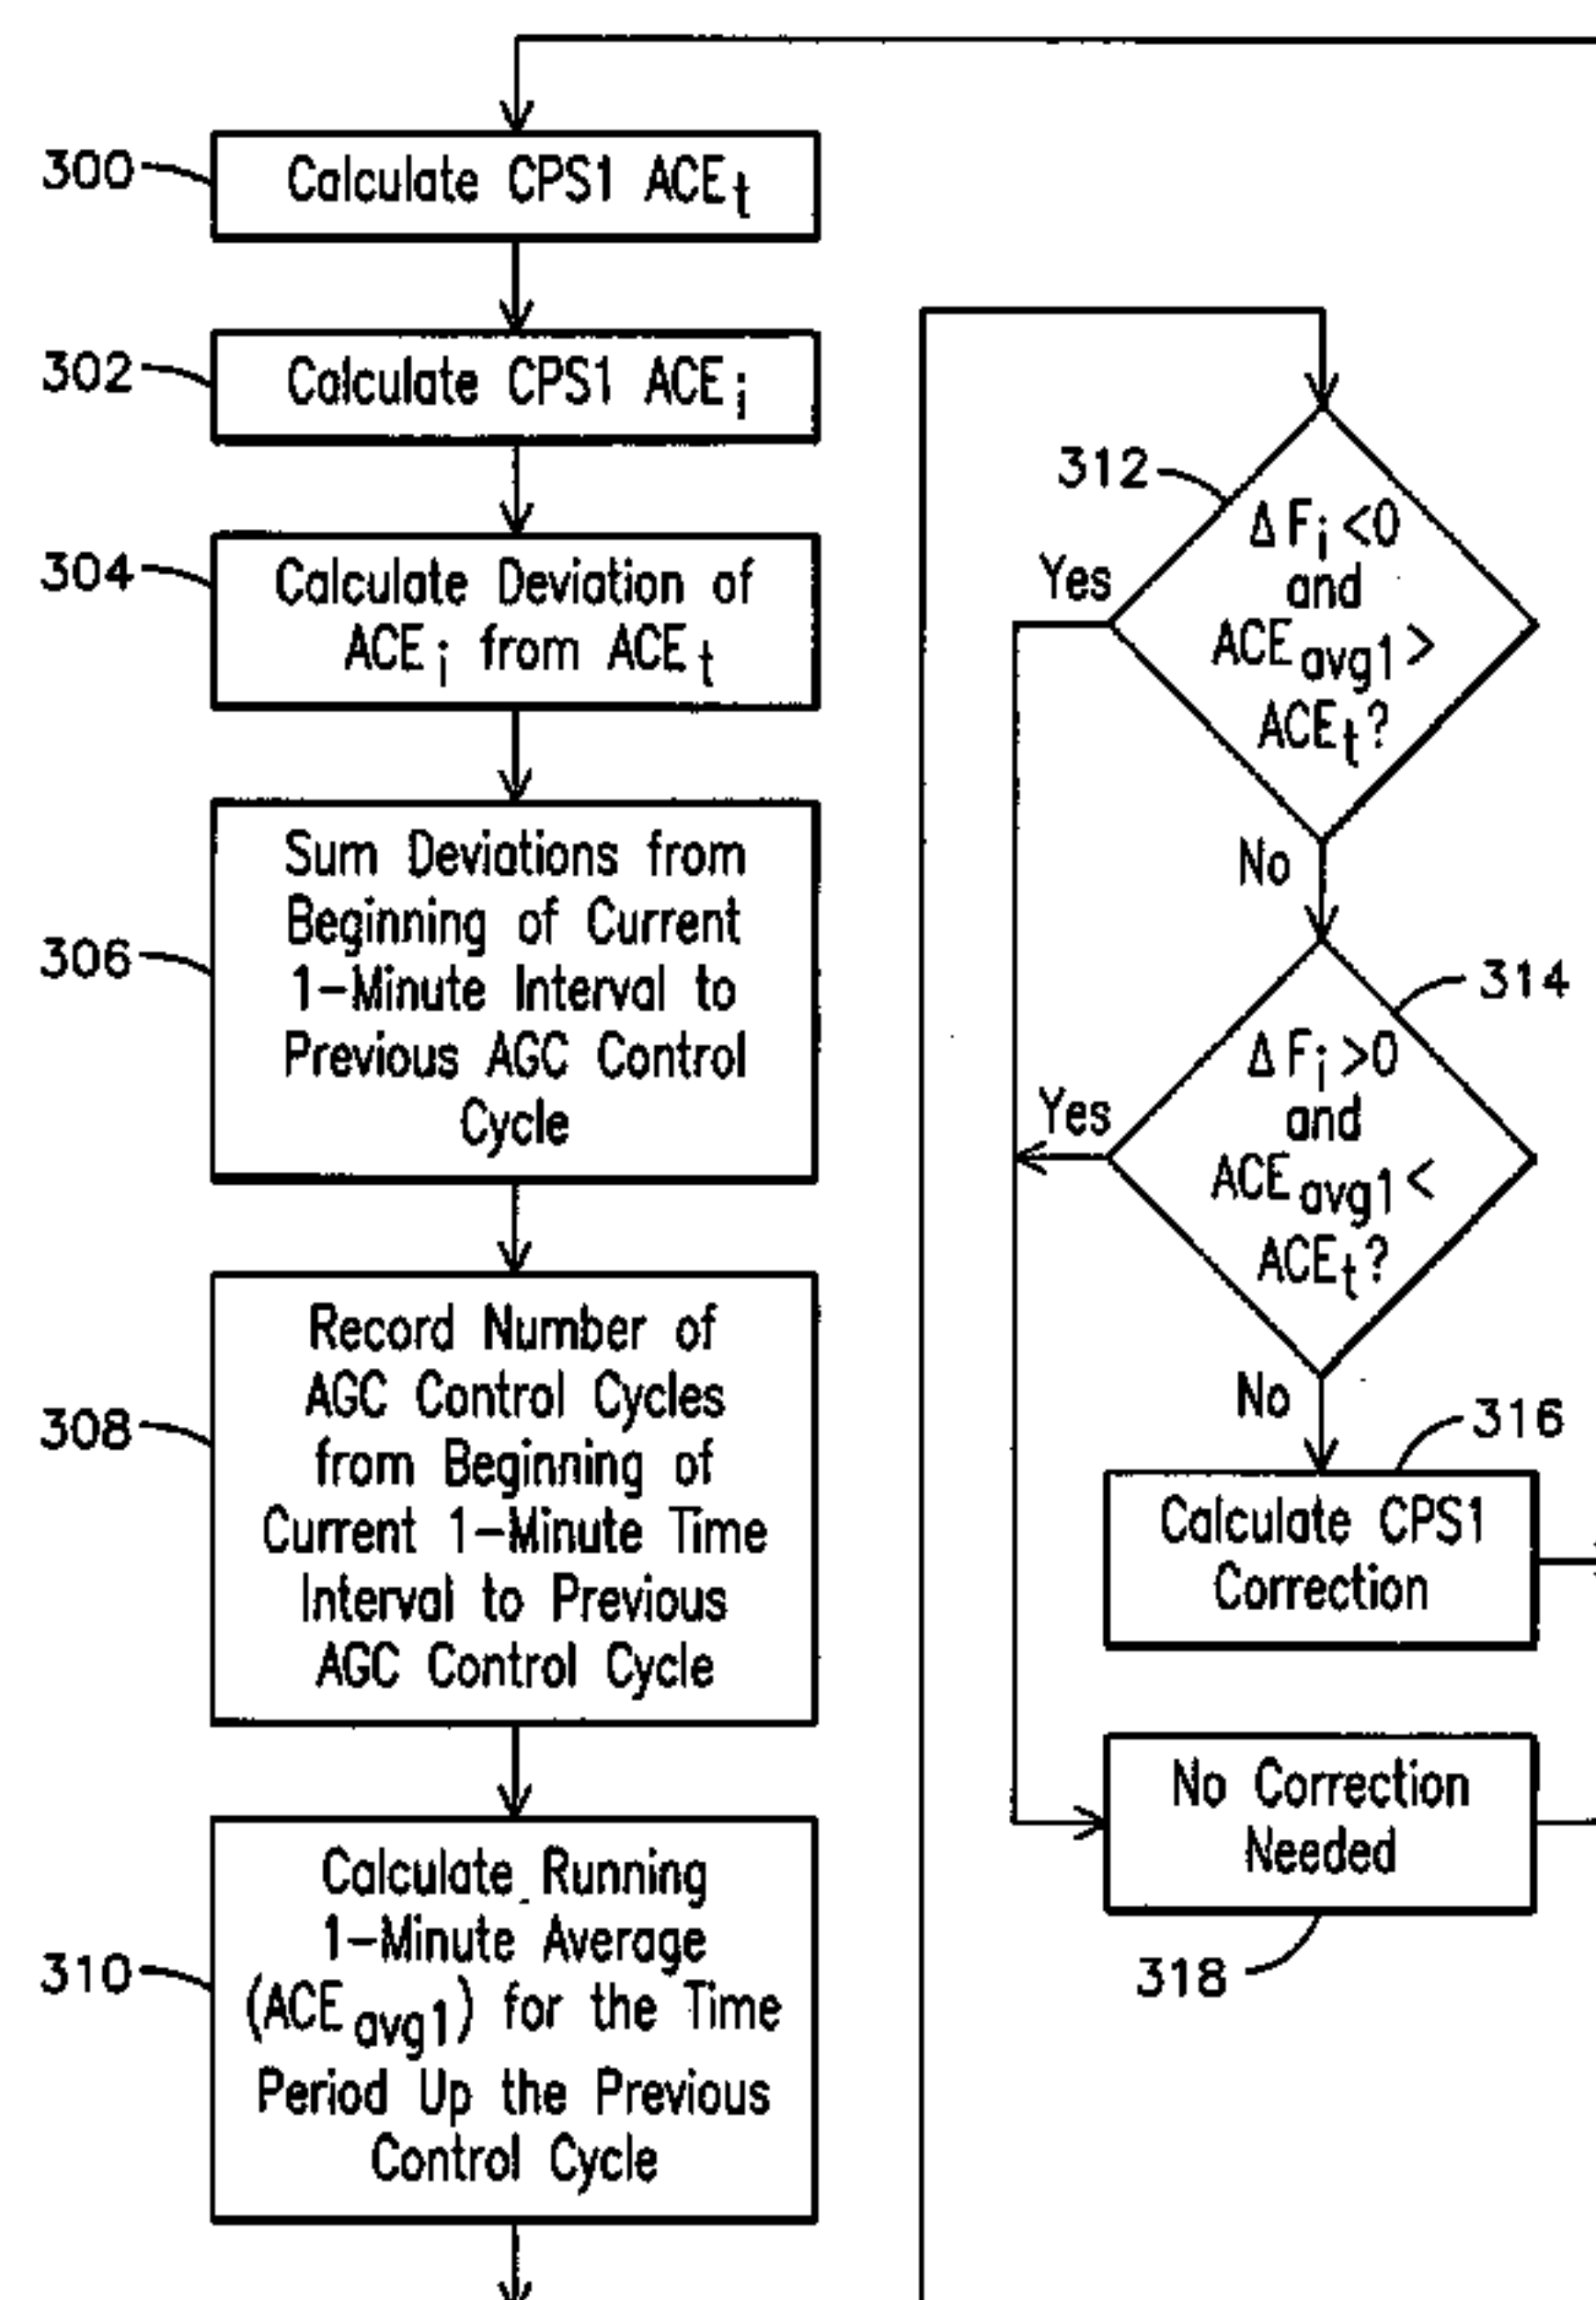 300
Calculate CPS1 ACEt
302
Calculate CPS1 ACEi
304
Calculate Deviation of
ACEi from ACEt
306
Sum Deviations from
Beginning of Current
1-Minute Interval to
Previous AGC Control
Cycle
308
Record Number of
AGC Control Cycles
from Beginning of
Current 1-Minute Time
Interval to Previous
AGC Control Cycle
310
Calculate Running
1-Minute Average
(ACEavg1) for the Time
Period Up the Previous
Control Cycle
312
ΔFi<0
and
ACEavg1>
ACEt?
Yes
No
314
ΔFi>0
and
ACEavg1<
ACEt?
Yes
No
316
Calculate CPS1
Correction
No Correction
Needed
318